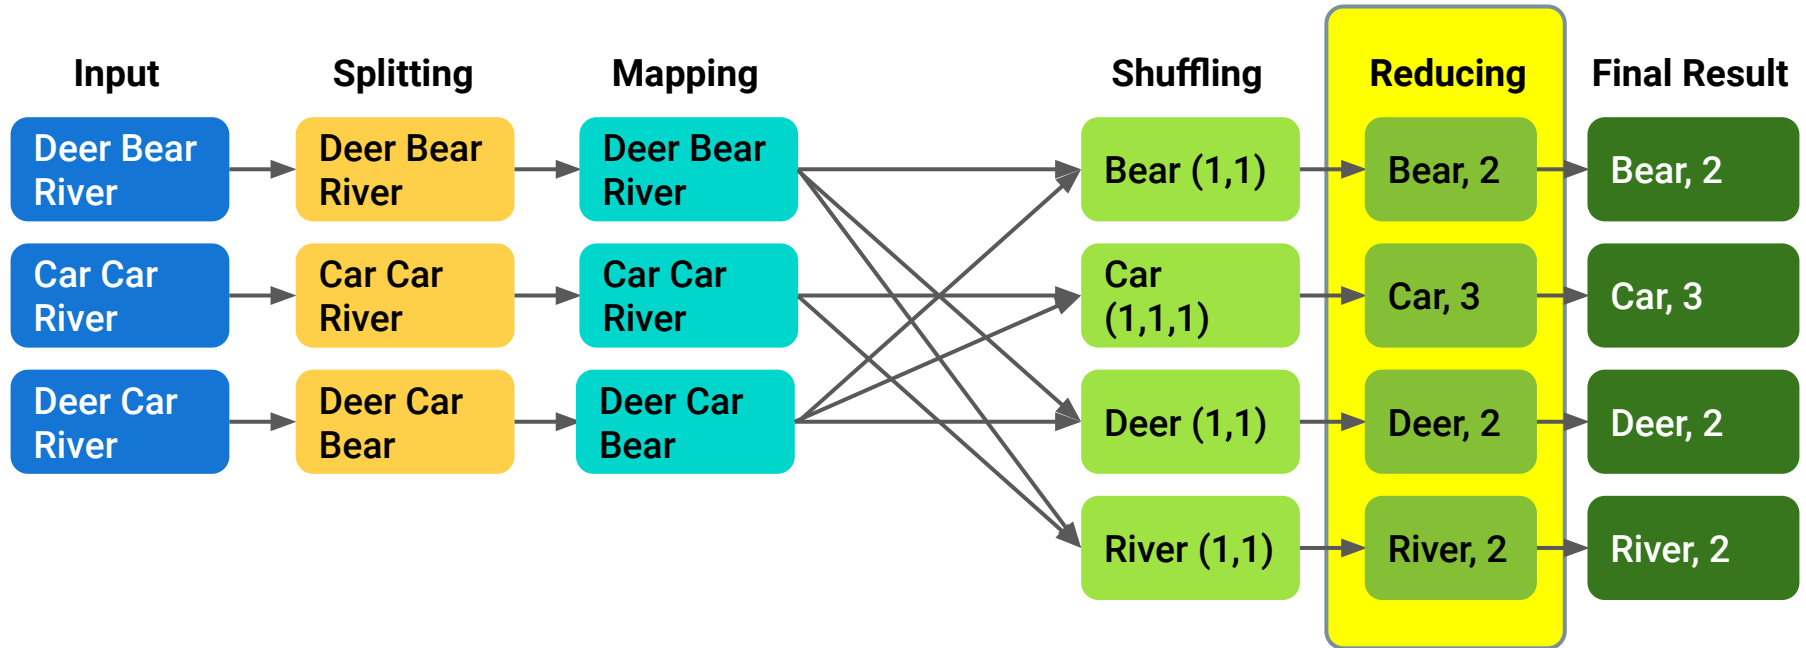 Input
Splitting
Mapping
Shuffling
Reducing
Final Result
Deer Bear
River
Deer Bear
River
Deer Bear
River
Bear (1,1)
Bear, 2
Bear, 2
Car Car
River
Car Car
River
Car Car
River
Car
(1,1,1)
Car, 3
Car, 3
Deer Car
River
Deer Car
Bear
Deer Car
Bear
Deer (1,1)
Deer, 2
Deer, 2
River (1,1)
River, 2
River, 2